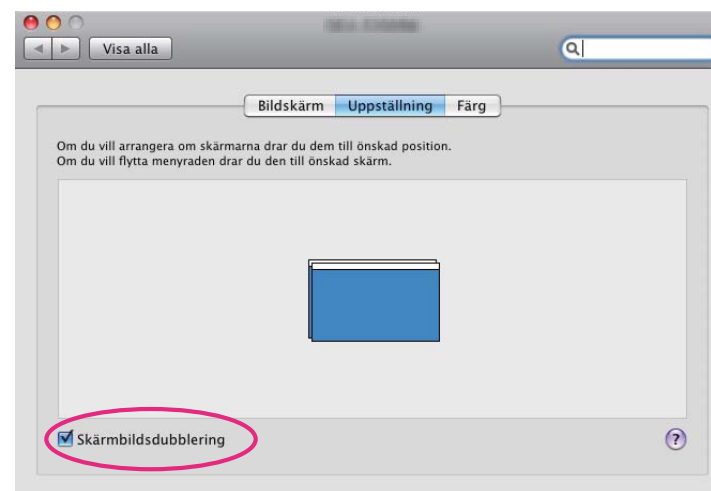 Visa alla
Bildskärm Uppställning Färg
Om du vill arrangera om skärmarna drar du dem till önskad position.
Om du vill flytta menyraden drar du den till önskad skärm.
Skärmbildsdubblering ?